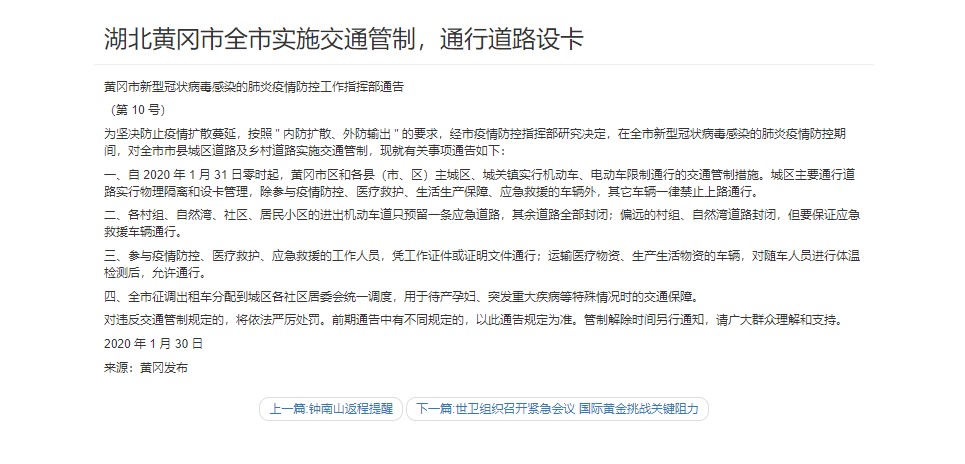 湖北黄冈市全市实施交通管制，通行道路设卡
黄冈市新型冠状病毒感染的肺炎疫情防控工作指挥部通告
（第 10 号）
为坚决防止疫情扩散蔓延，按照 " 内防扩散、外防输出 " 的要求，经市疫情防控指挥部研究决定，在全市新型冠状病毒感染的肺炎疫情防控期
间，对全市市县城区道路及乡村道路实施交通管制，现就有关事项通告如下：
一、自 2020 年 1 月 31 日零时起，黄冈市区和各县（市、区）主城区、城关镇实行机动车、电动车限制通行的交通管制措施。城区主要通行道
路实行物理隔离和设卡管理，除参与疫情防控、医疗救护、生活生产保障、应急救援的车辆外，其它车辆一律禁止上路通行。
二、各村组、自然湾、社区、居民小区的进出机动车道只预留一条应急道路，其余道路全部封闭；偏远的村组、自然湾道路封闭，但要保证应急
救援车辆通行。
三、参与疫情防控、医疗救护、应急救援的工作人员，凭工作证件或证明文件通行；运输医疗物资、生产生活物资的车辆，对随车人员进行体温
检测后，允许通行。
四、全市征调出租车分配到城区各社区居委会统一调度，用于待产孕妇、突发重大疾病等特殊情况时的交通保障。
对违反交通管制规定的，将依法严厉处罚。前期通告中有不同规定的，以此通告规定为准。管制解除时间另行通知，请广大群众理解和支持。
2020 年 1 月 30 日
来源：黄冈发布
上一篇:钟南山返程提醒 下一篇:世卫组织召开紧急会议 国际黄金挑战关键阻力